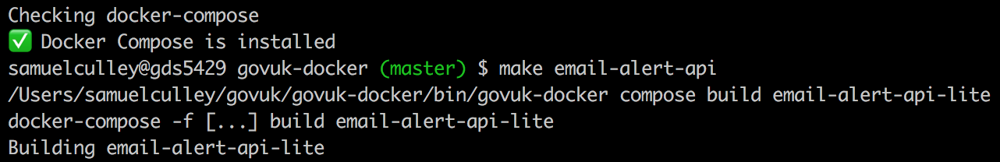 Checking docker-compose
✅ Docker Compose is installed
samuelculley@gds5429 govuk-docker (master) $ make email-alert-api
/Users/samuelculley/govuk/govuk-docker/bin/govuk-docker compose build email-alert-api-lite
docker-compose -f [...] build email-alert-api-lite
Building email-alert-api-lite